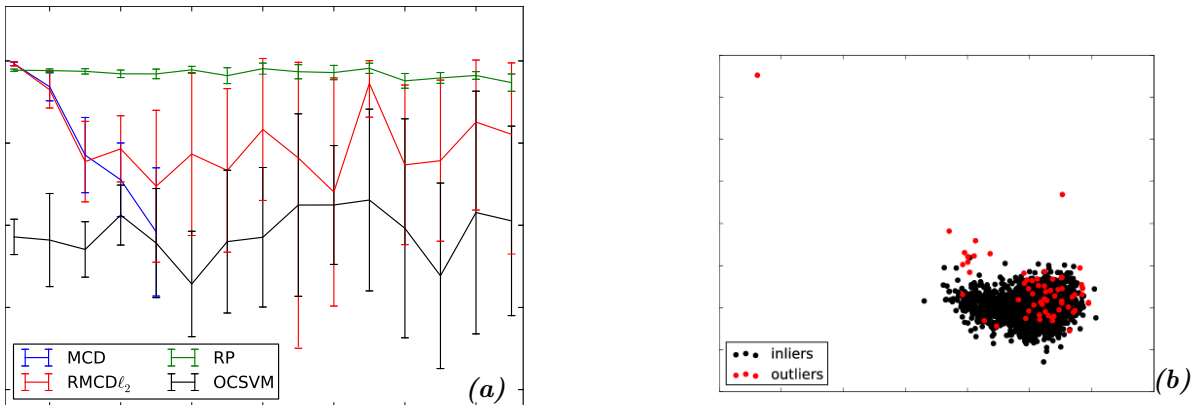 MCD
RP
RMCDℓ₂
OCSVM
(a)
inliers
outliers
(b)